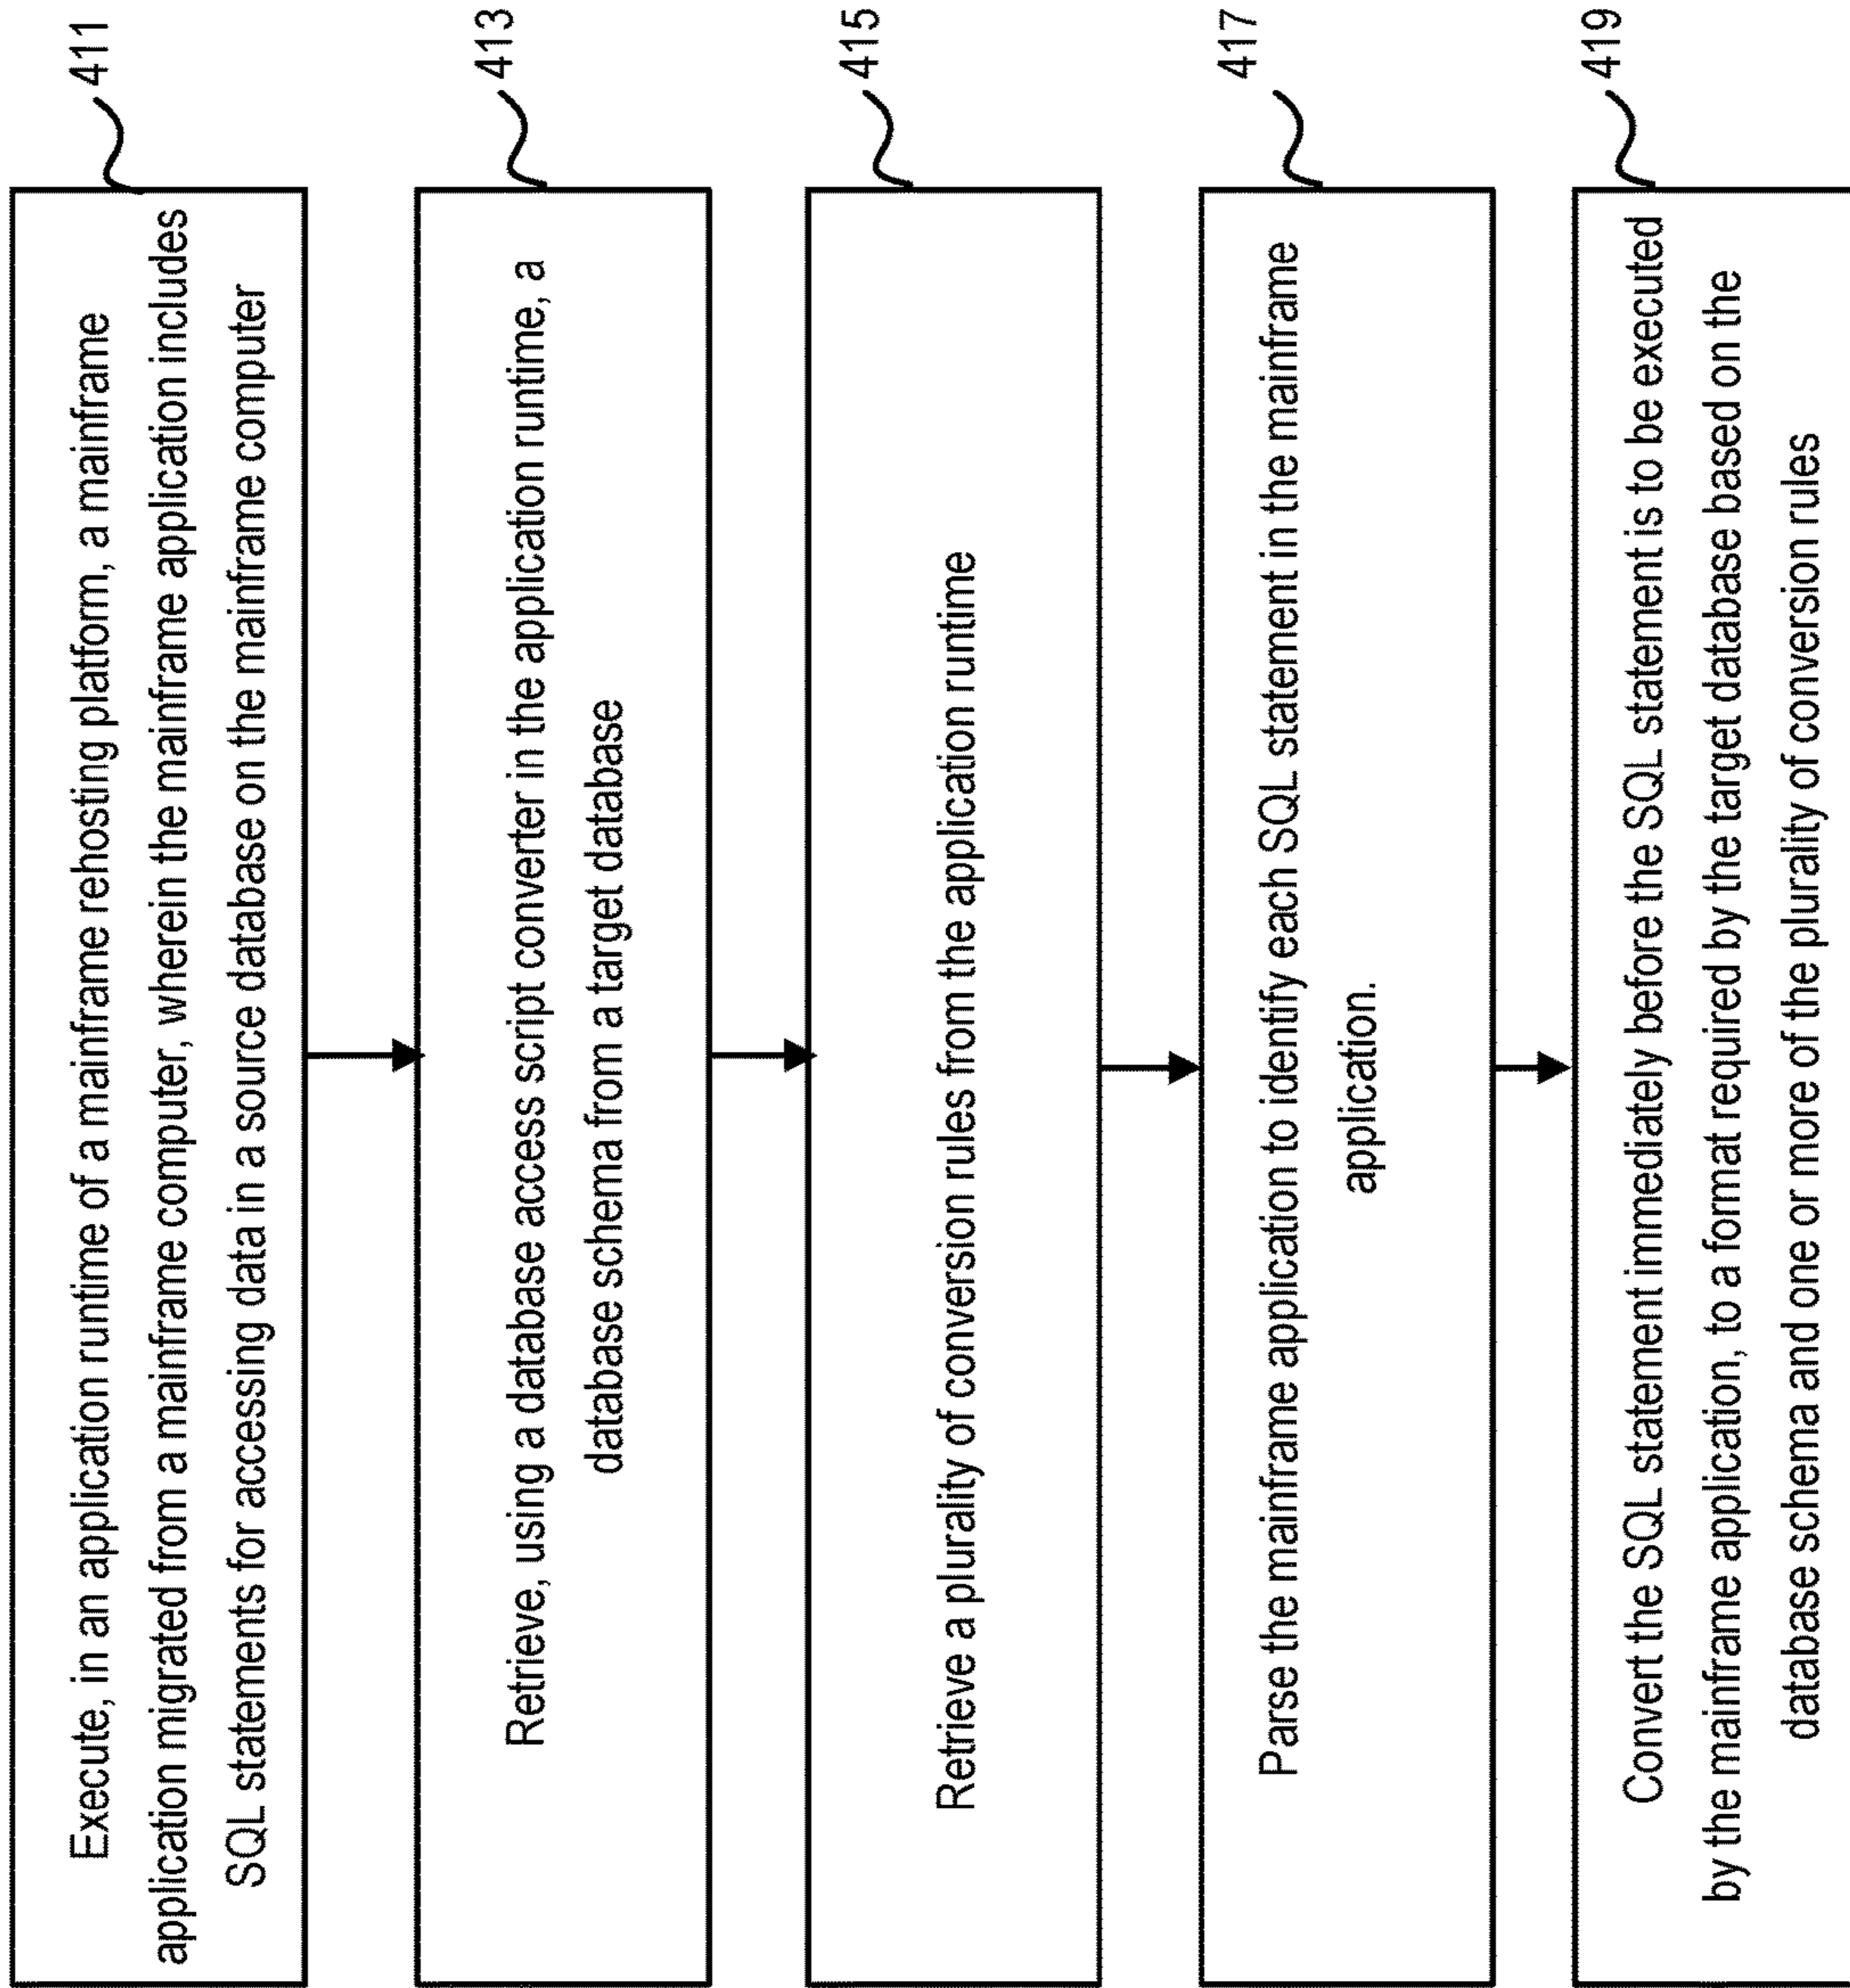 411
Execute, in an application runtime of a mainframe rehosting platform, a mainframe
application migrated from a mainframe computer, wherein the mainframe application includes
SQL statements for accessing data in a source database on the mainframe computer
413
Retrieve, using a database access script converter in the application runtime, a
database schema from a target database
415
Retrieve a plurality of conversion rules from the application runtime
417
Parse the mainframe application to identify each SQL statement in the mainframe
application.
419
Convert the SQL statement immediately before the SQL statement is to be executed
by the mainframe application, to a format required by the target database based on the
database schema and one or more of the plurality of conversion rules